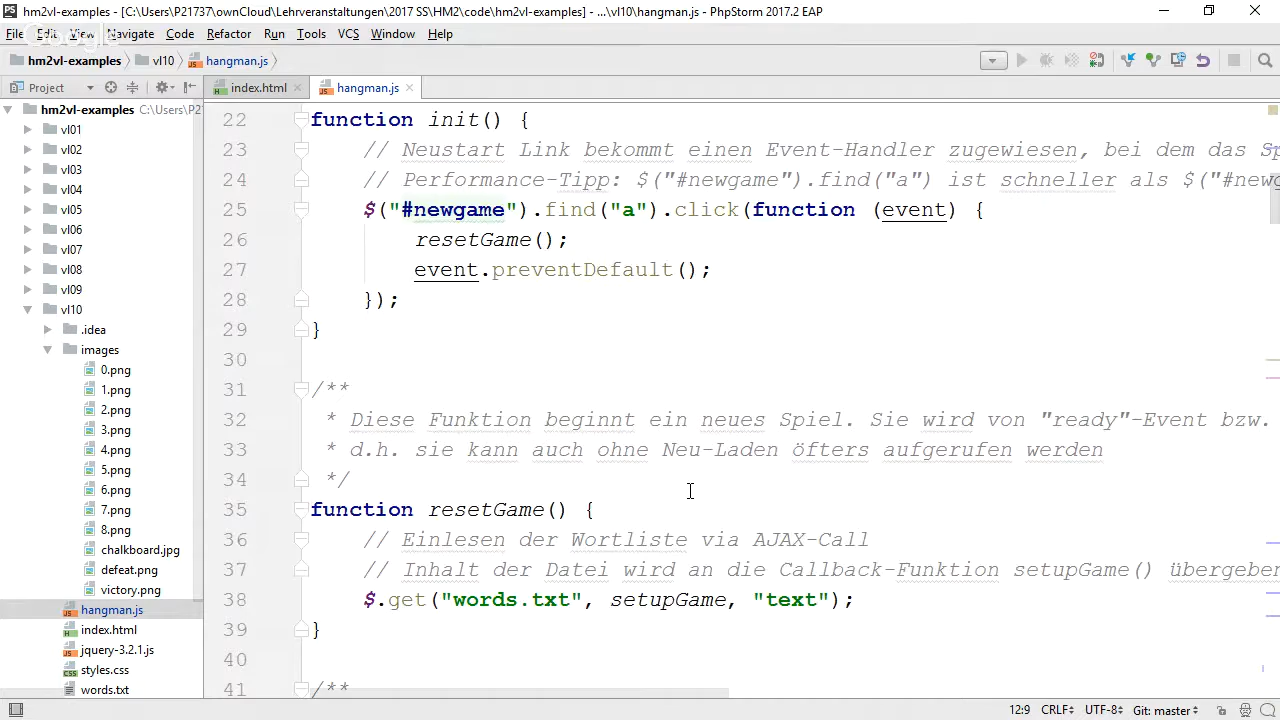 hm2vl-examples - [C:\Users\P21737\ownCloud\Lehrveranstaltungen\2017 SS\HM2\code\hm2vl-examples] - ...\vl10\hangman.js - PhpStorm 2017.2 EAP
File Edit View Navigate Code Refactor Run Tools VCS Window Help
Google
hm2vl-examples vl10 hangman.js
Project
index.html
hangman.js
hm2vl-examples C:\Users\P2
vl01
vl02
vl03
vl04
vl05
vl06
vl07
vl08
vl09
vl10
.idea
images
0.png
1.png
2.png
3.png
4.png
5.png
6.png
7.png
8.png
chalkboard.jpg
defeat.png
victory.png
hangman.js
index.html
jquery-3.2.1.js
styles.css
words.txt
22 function init() {
23 // Neustart Link bekommt einen Event-Handler zugewiesen, bei dem das Sp
24 // Performance-Tipp: $("#newgame").find("a") ist schneller als $("#newg
25 $("#newgame").find("a").click(function (event) {
26 resetGame();
27 event.preventDefault();
28 });
29 }
30
31 /**
32 * Diese Funktion beginnt ein neues Spiel. Sie wird von "ready"-Event bzw.
33 * d.h. sie kann auch ohne Neu-Laden öfters aufgerufen werden
34 */
35 function resetGame() {
36 // Einlesen der Wortliste via AJAX-Call
37 // Inhalt der Datei wird an die Callback-Funktion setupGame() übergeben
38 $.get("words.txt", setupGame, "text");
39 }
40
41 /**
12:9 CRLF UTF-8 Git: master